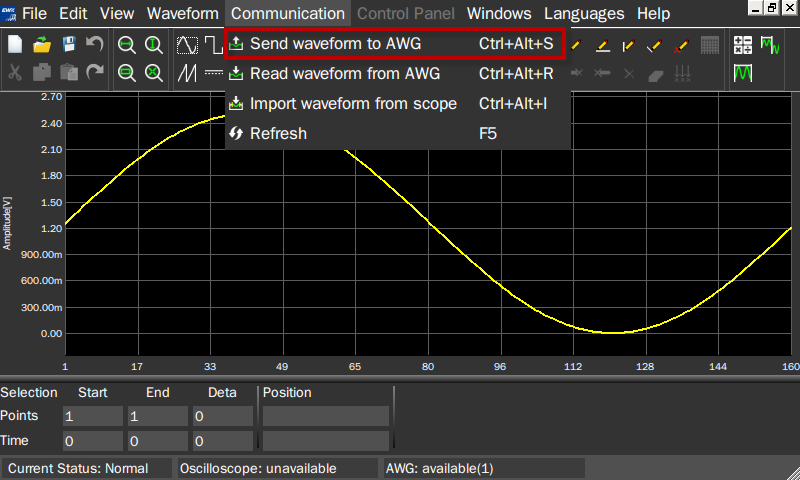 EWX
File Edit View Waveform Communication Control Panel Windows Languages Help
Send waveform to AWG Ctrl+Alt+S
Read waveform from AWG Ctrl+Alt+R
Import waveform from scope Ctrl+Alt+I
Refresh F5
2.70
2.40
2.10
1.80
1.50
1.20
900.00m
600.00m
300.00m
0.00
Amplitude[V]
1 17 33 49 65 80 96 112 128 144 160
Selection Start End Deta Position
Points 1 1 0
Time 0 0 0
Current Status: Normal Oscilloscope: unavailable AWG: available(1)